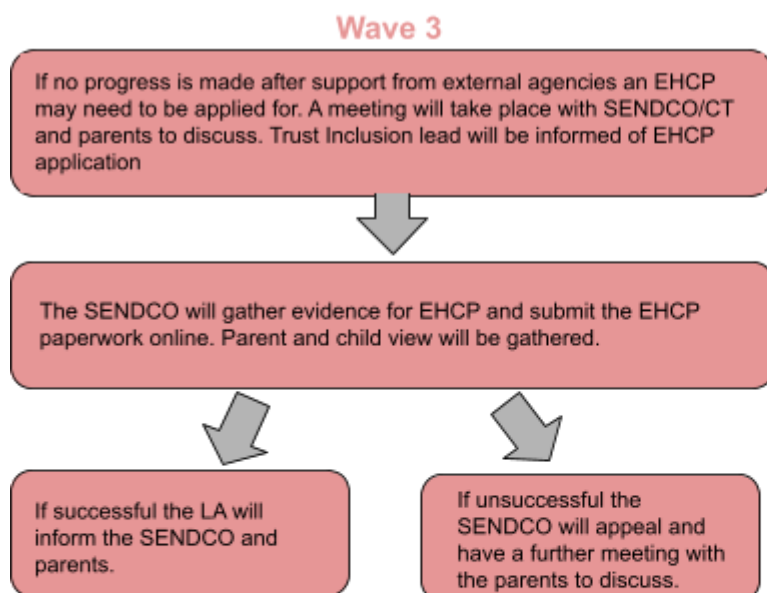 Wave 3
If no progress is made after support from external agencies an EHCP
may need to be applied for. A meeting will take place with SENDCO/CT
and parents to discuss. Trust Inclusion lead will be informed of EHCP
application
The SENDCO will gather evidence for EHCP and submit the EHCP
paperwork online. Parent and child view will be gathered.
If successful the LA will
inform the SENDCO and
parents.
If unsuccessful the
SENDCO will appeal and
have a further meeting with
the parents to discuss.